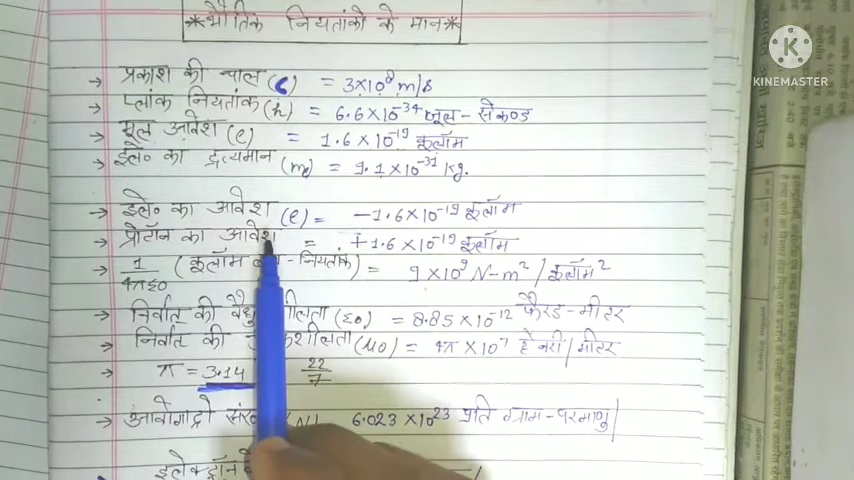 *भौतिक नियतांको के मान*
KINEMASTER
→ प्रकाश की चाल (c) = 3×10⁸ m/s
→ प्लांक नियतांक (h) = 6.6×10⁻³⁴ जूल-सेकण्ड
→ मूल आवेश (e) = 1.6×10⁻¹⁹ कूलॉम
→ इले० का द्रव्यमान (me) = 9.1×10⁻³¹ kg.
→ इले० का आवेश (e) = −1.6×10⁻¹⁹ कूलॉम
→ प्रोटॉन का आवेश = +1.6×10⁻¹⁹ कूलॉम
→ 1/4πε0 (कूलॉम -नियतांक) = 9×10⁹ N-m²/कूलॉम²
→ निर्वात की (ε0) = 8.85×10⁻¹² फैरड-मीटर
→ निर्वात की (μ0) = 4π×10⁻⁷ हेनरी/मीटर
→ π = 3.14 22/7
→ आवोगाद्रो (N) 6.023×10²³ प्रति ग्राम-परमाणु